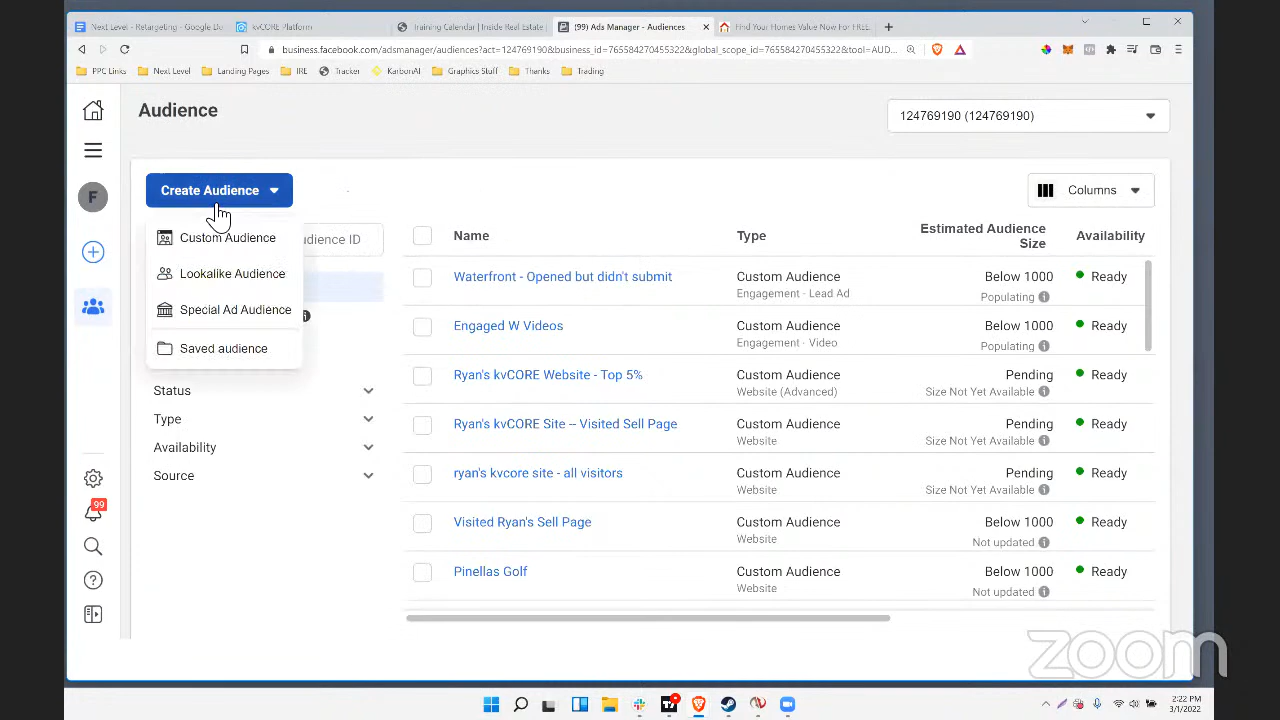 Next Level - Retargeting - Google Do
kvCORE Platform
Training Calendar | Inside Real Estate
(99) Ads Manager - Audiences
Find Your Homes Value Now For FREE
business.facebook.com/adsmanager/audiences?act=124769190&business_id=765584270455322&global_scope_id=765584270455322&tool=AUD...
PPC Links
Next Level
Landing Pages
IRE
Tracker
KarbonAI
Graphics Stuff
Thanks
Trading
Audience
124769190 (124769190)
F
Create Audience
Columns
Custom Audience
Lookalike Audience
Special Ad Audience
Saved audience
udience ID
Status
Type
Availability
Source
Name
Type
Estimated Audience
Size
Availability
Waterfront - Opened but didn't submit
Custom Audience
Below 1000
Ready
Engagement · Lead Ad
Populating
Engaged W Videos
Custom Audience
Below 1000
Ready
Engagement · Video
Populating
Ryan's kvCORE Website - Top 5%
Custom Audience
Pending
Ready
Website (Advanced)
Size Not Yet Available
Ryan's kvCORE Site -- Visited Sell Page
Custom Audience
Pending
Ready
Website
Size Not Yet Available
ryan's kvcore site - all visitors
Custom Audience
Pending
Ready
Website
Size Not Yet Available
Visited Ryan's Sell Page
Custom Audience
Below 1000
Ready
Website
Not updated
Pinellas Golf
Custom Audience
Below 1000
Ready
Website
Not updated
99
zoom
2:22 PM
3/1/2022